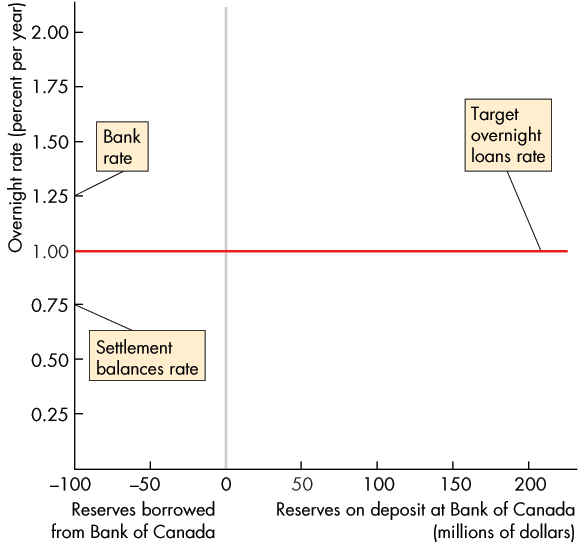 Overnight rate (percent per year)
2.00
1.75
1.50
1.25
1.00
0.75
0.50
0.25
Bank
rate
Target
overnight
loans rate
Settlement
balances rate
–100
–50
0
50
100
150
200
Reserves borrowed
from Bank of Canada
Reserves on deposit at Bank of Canada
(millions of dollars)